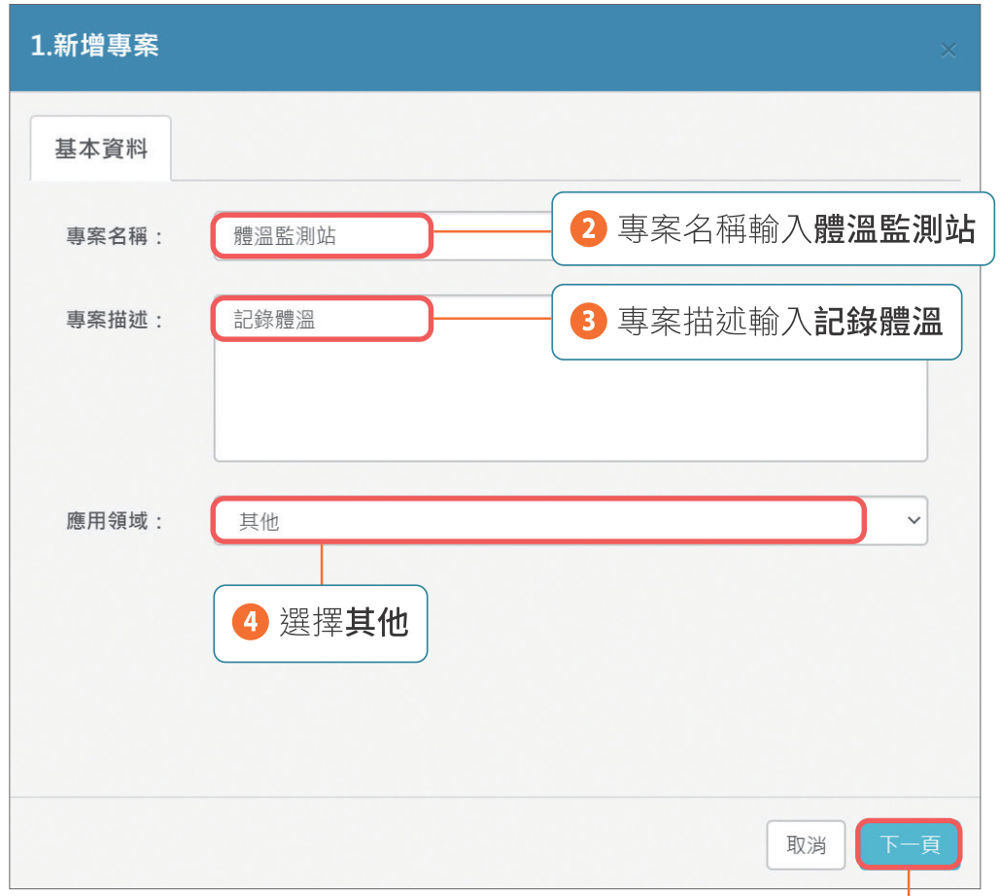 1.新增專案
×
基本資料
專案名稱：
體溫監測站
2 專案名稱輸入體溫監測站
專案描述：
記錄體溫
3 專案描述輸入記錄體溫
應用領域：
其他
4 選擇其他
取消
下一頁